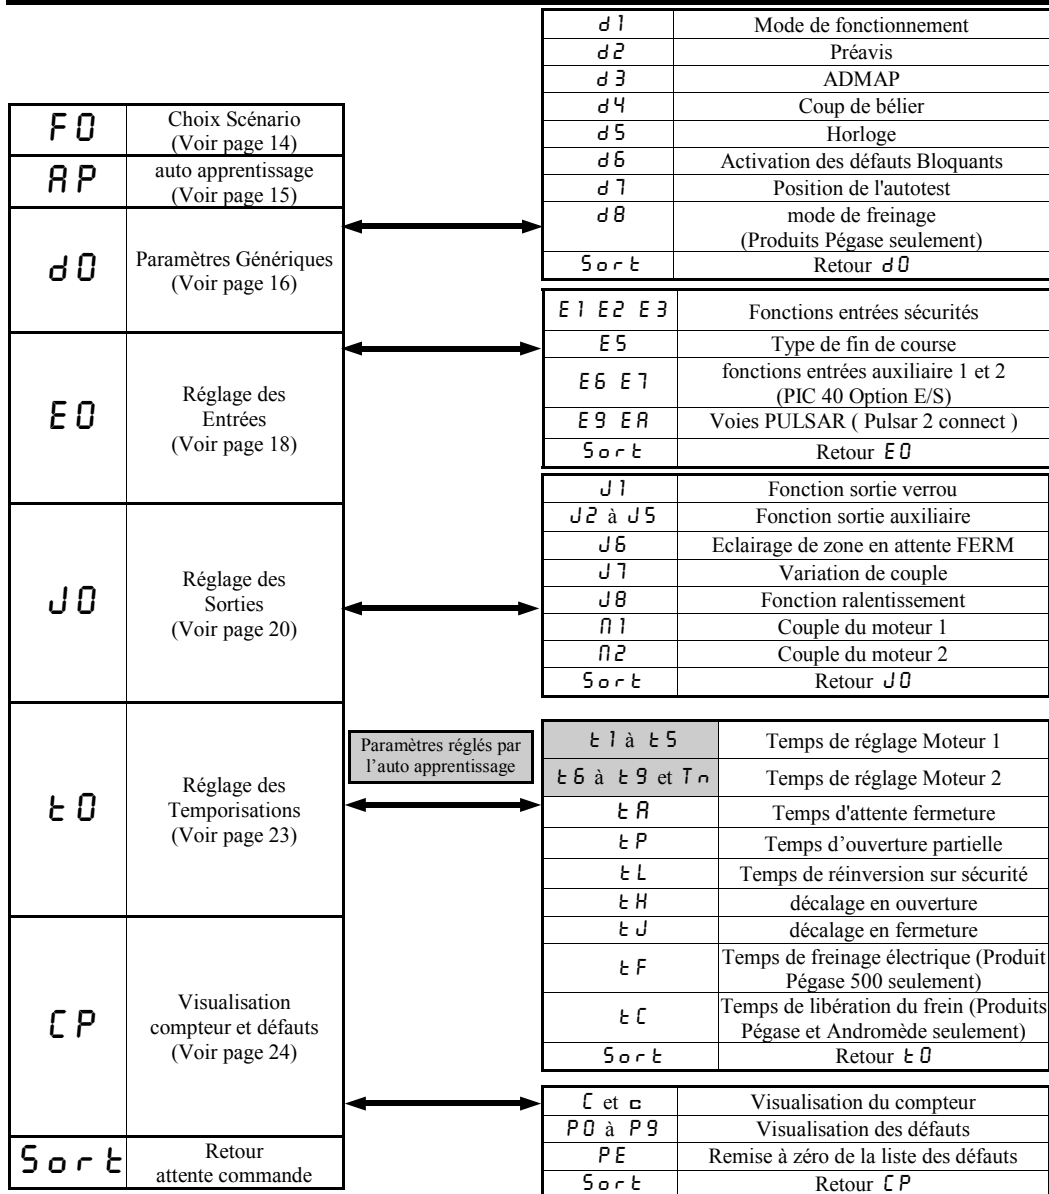 F0 Choix Scénario
(Voir page 14)
AP auto apprentissage
(Voir page 15)
d0 Paramètres Génériques
(Voir page 16)
E0 Réglage des
Entrées
(Voir page 18)
J0 Réglage des
Sorties
(Voir page 20)
t0 Réglage des
Temporisations
(Voir page 23)
CP Visualisation
compteur et défauts
(Voir page 24)
Sort Retour
attente commande
d1 Mode de fonctionnement
d2 Préavis
d3 ADMAP
d4 Coup de bélier
d5 Horloge
d6 Activation des défauts Bloquants
d7 Position de l'autotest
d8 mode de freinage
(Produits Pégase seulement)
Sort Retour d0
E1 E2 E3 Fonctions entrées sécurités
E5 Type de fin de course
E6 E7 fonctions entrées auxiliaire 1 et 2
(PIC 40 Option E/S)
E9 EA Voies PULSAR ( Pulsar 2 connect )
Sort Retour E0
J1 Fonction sortie verrou
J2 à J5 Fonction sortie auxiliaire
J6 Eclairage de zone en attente FERM
J7 Variation de couple
J8 Fonction ralentissement
П1 Couple du moteur 1
П2 Couple du moteur 2
Sort Retour J0
Paramètres réglés par
l’auto apprentissage
t1 à t5 Temps de réglage Moteur 1
t6 à t9 et Tn Temps de réglage Moteur 2
tA Temps d'attente fermeture
tP Temps d’ouverture partielle
tL Temps de réinversion sur sécurité
tH décalage en ouverture
tJ décalage en fermeture
tF Temps de freinage électrique (Produit
Pégase 500 seulement)
tC Temps de libération du frein (Produits
Pégase et Andromède seulement)
Sort Retour t0
C et c Visualisation du compteur
P0 à P9 Visualisation des défauts
PE Remise à zéro de la liste des défauts
Sort Retour CP